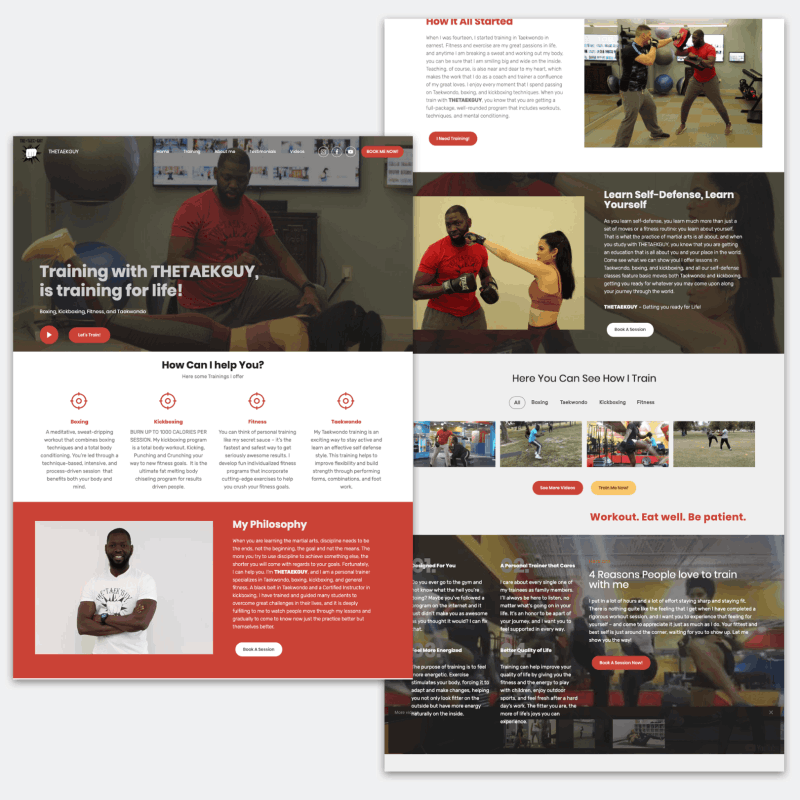 THETAEKGUY
Home
Training
About me
Testimonials
Videos
BOOK ME NOW!
Training with THETAEKGUY,
is training for life!
Boxing, Kickboxing, Fitness, and Taekwondo
Let's Train!
How Can I help You?
Here some Trainings I offer
Boxing
A meditative, sweat-dripping
workout that combines boxing
techniques and a total body
conditioning. You're led through a
technique-based, intensive, and
process-driven session that
benefits both your body and
mind.
Kickboxing
BURN UP TO 1000 CALORIES PER
SESSION. My kickboxing program
is a total body workout. Kicking,
Punching and Crunching your
way to new fitness goals. It is the
ultimate fat melting body
chiseling program for results
driven people.
Fitness
You can think of personal training
like my secret sauce – it's the
fastest and safest way to get
seriously awesome results. I
develop fun individualized fitness
programs that incorporate
cutting-edge exercises to help
you crush your fitness goals.
Taekwondo
My Taekwondo training is an
exciting way to stay active and
learn an effective self defense
style. This training helps to
improve flexibility and build
strength through performing
forms, combinations, and foot
work.
My Philosophy
When you are learning the martial arts, discipline needs to be
the ends, not the beginning, the goal and not the means. The
more you try to use discipline to achieve something else, the
shorter you will come with regards to your goals. Fortunately,
I can help you. I'm THETAEKGUY, and I am a personal trainer
specializes in Taekwondo, boxing, kickboxing, and general
fitness. A black belt in Taekwondo and a Certified Instructor in
Kickboxing, I have trained and guided many students to
overcome great challenges in their lives, and it is deeply
fulfilling to me to watch people move through my lessons and
gradually to come to know now just the practice better but
themselves better.
Book A Session
How It All Started
When I was fourteen, I started training in Taekwondo in
earnest. Fitness and exercise are my great passions in life,
and anytime I am breaking a sweat and working out my body,
you can be sure that I am smiling big and wide on the inside.
Teaching, of course, is also near and dear to my heart, which
makes the work that I do as a coach and trainer a confluence
of my great loves. I enjoy every moment that I spend passing
on Taekwondo, boxing, and kickboxing techniques. When you
train with THETAEKGUY, you know that you are getting a
full-package, well-rounded program that includes workouts,
techniques, and mental conditioning.
I Need Training!
Learn Self-Defense, Learn
Yourself
As you learn self-defense, you learn much more than just a
set of moves or a fitness routine: you learn about yourself.
That is what the practice of martial arts is all about, and when
you study with THETAEKGUY, you know that you are getting
an education that is all about you and your place in the world.
Come see what we can show you! I offer lessons in
Taekwondo, boxing, and kickboxing, and all our self-defense
classes feature basic moves both Taekwondo and kickboxing,
getting you ready for whatever you may come upon along
your journey through the world.
THETAEKGUY – Getting you ready for Life!
Book A Session
Here You Can See How I Train
All
Boxing
Taekwondo
Kickboxing
Fitness
See More Videos
Train Me Now!
Workout. Eat well. Be patient.
Designed For You
Do you ever go to the gym and
not know what the hell you're
doing? Maybe you've followed a
program on the internet and it
just didn't make you as awesome
as you thought it would? I can fix
that.
A Personal Trainer that Cares
I care about every single one of
my trainees as family members.
I'll always be here to listen, no
matter what's going on in your
life. It's an honor to be apart of
your journey, and I want you to
feel supported in every way.
Feel More Energized
The purpose of training is to feel
more energetic. Exercise
stimulates your body, forcing it to
adapt and make changes, helping
you not only look fitter on the
outside but have more energy
naturally on the inside.
Better Quality of Life
Training can help improve your
quality of life by giving you the
fitness and the energy to play
with children, enjoy outdoor
sports, and feel fresh after a hard
day's work. The fitter you are, the
more of life's joys you can
experience.
4 Reasons People love to train
with me
I put in a lot of hours and a lot of effort staying sharp and staying fit.
There is nothing quite like the feeling that I get when I have completed a
rigorous workout session, and I want you to experience that feeling for
yourself – and come to appreciate it just as much as I do. Your fittest and
best self is just around the corner, waiting for you to show up. Let me
show you the way!
Book A Session Now!